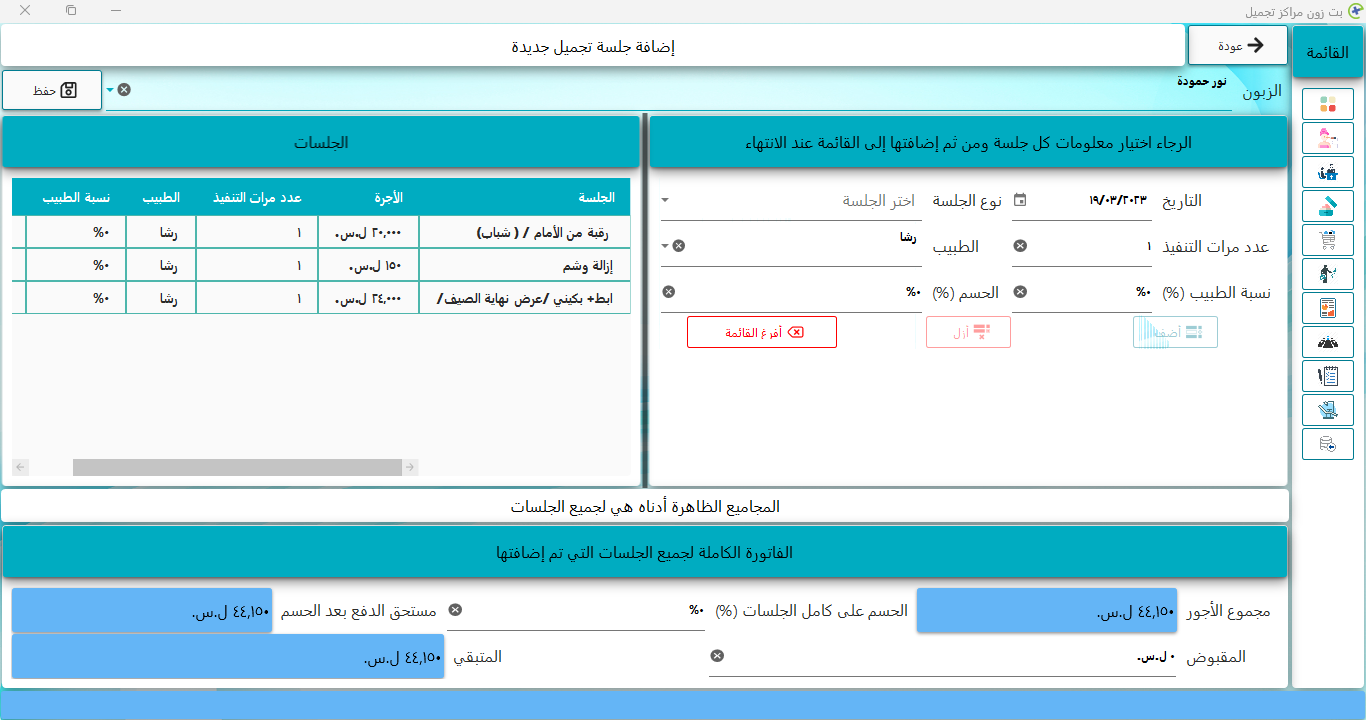 بت زون مراكز تجميل
القائمة
عودة
إضافة جلسة تجميل جديدة
الزبون
نور حمودة
حفظ
الرجاء اختيار معلومات كل جلسة ومن ثم إضافتها إلى القائمة عند الانتهاء
التاريخ ١٩/٠٣/٢٠٢٣ نوع الجلسة اختر الجلسة
عدد مرات التنفيذ ١ الطبيب رشا
نسبة الطبيب (%) ٠% الحسم (%) ٠%
أضف أزل أفرغ القائمة
الجلسات
الجلسة الأجرة عدد مرات التنفيذ الطبيب نسبة الطبيب
رقبة من الأمام / ( شباب) ٢٠,٠٠٠ ل.س. ١ رشا ٠%
إزالة وشم ١٥٠ ل.س. ١ رشا ٠%
ابط+ بكيني /عرض نهاية الصيف/ ٢٤,٠٠٠ ل.س. ١ رشا ٠%
المجاميع الظاهرة أدناه هي لجميع الجلسات
الفاتورة الكاملة لجميع الجلسات التي تم إضافتها
مجموع الأجور ٤٤,١٥٠ ل.س. الحسم على كامل الجلسات (%) ٠% مستحق الدفع بعد الحسم ٤٤,١٥٠ ل.س.
المقبوض ٠ ل.س. المتبقي ٤٤,١٥٠ ل.س.